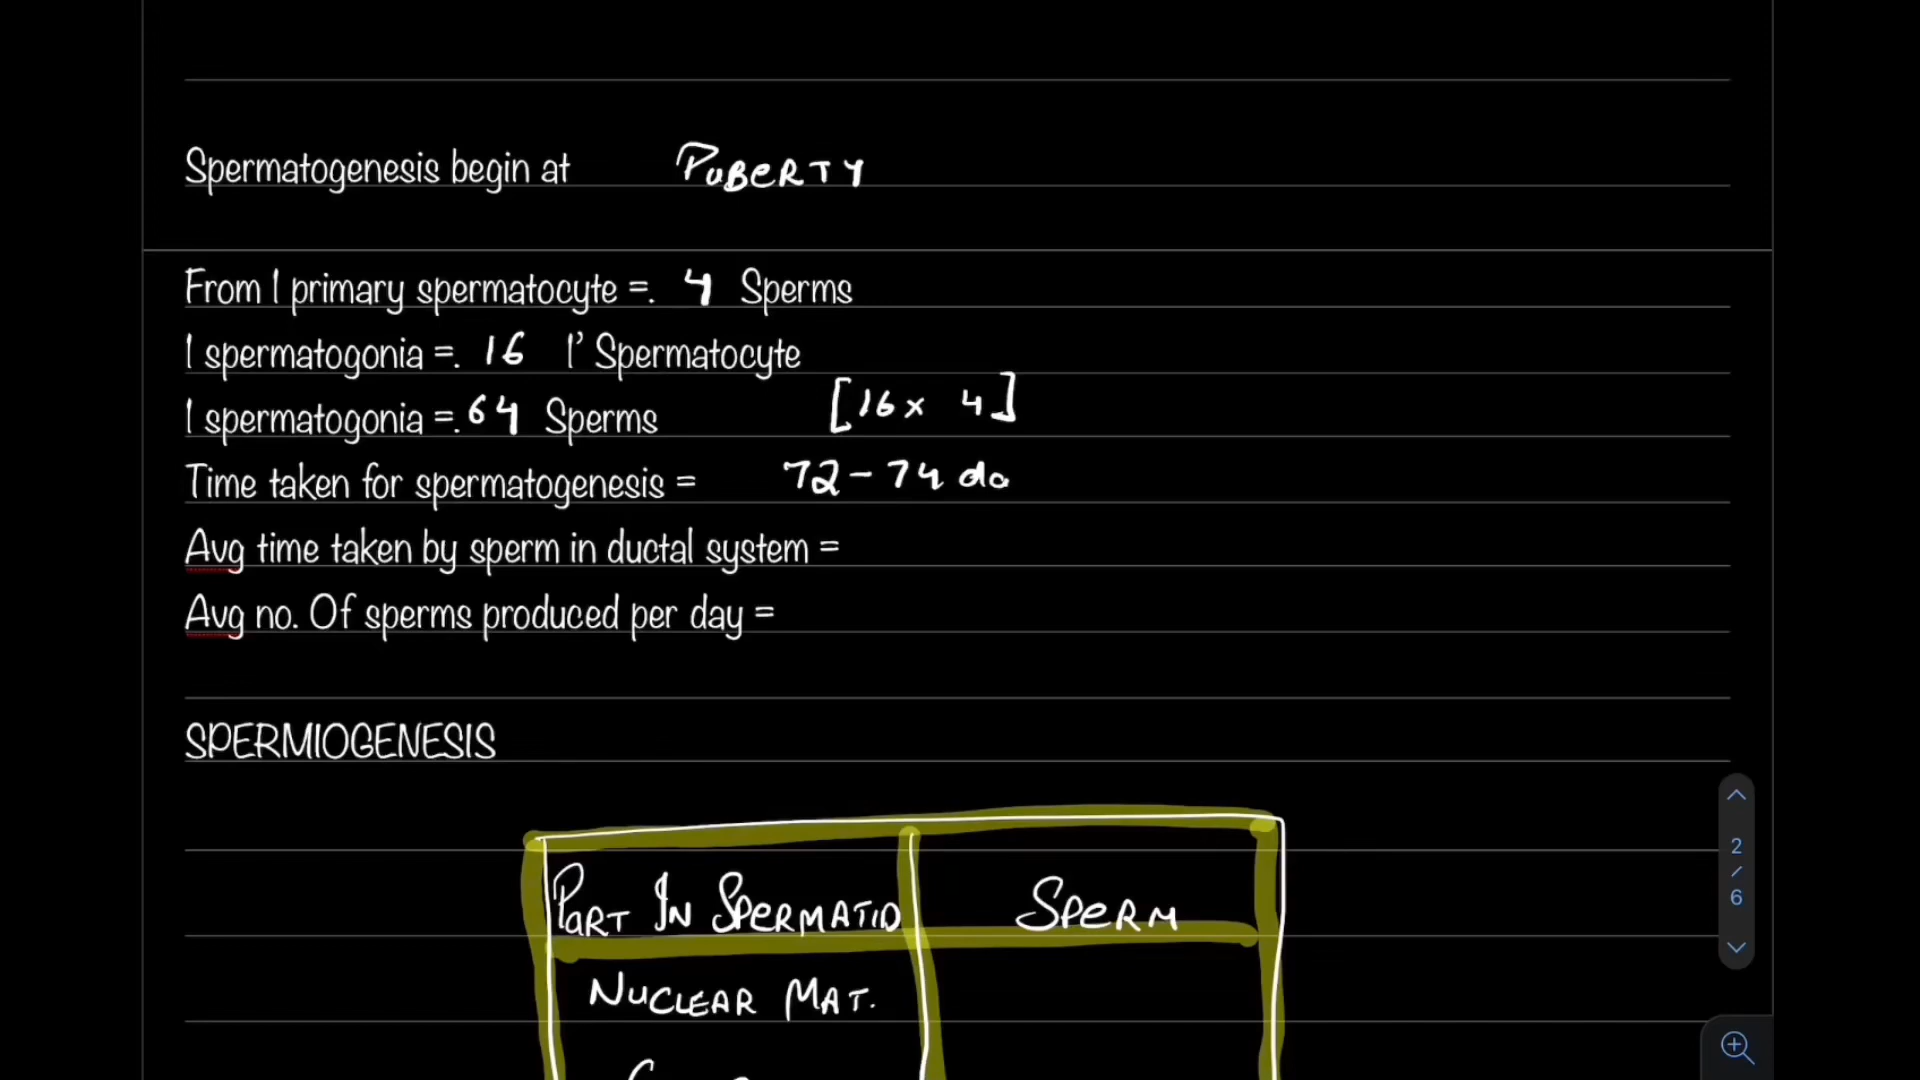 Spermatogenesis begin at PUBERTY
From 1 primary spermatocyte =. 4 Sperms
1 spermatogonia =. 16 1' Spermatocyte
1 spermatogonia =. 64 Sperms [16 x 4]
Time taken for spermatogenesis = 72-74 da
Avg time taken by sperm in ductal system =
Avg no. Of sperms produced per day =
SPERMIOGENESIS
PART IN SPERMATID SPERM
NUCLEAR MAT.
2
/
6